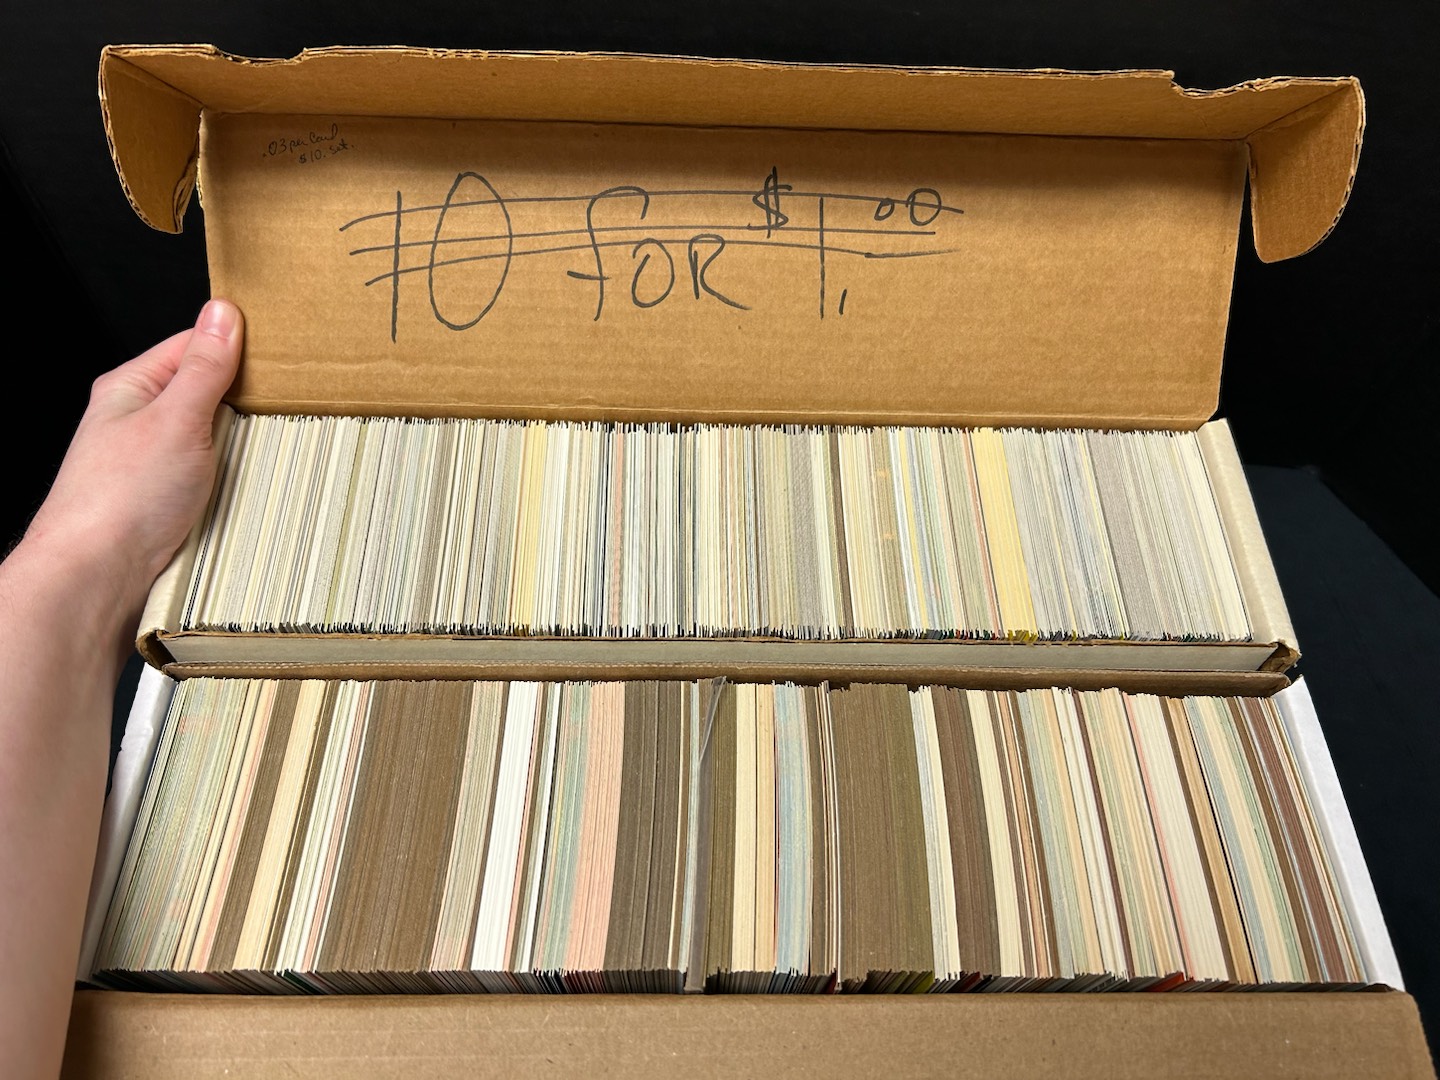 .03 per Card
$10. set.
10 fOR $1.00